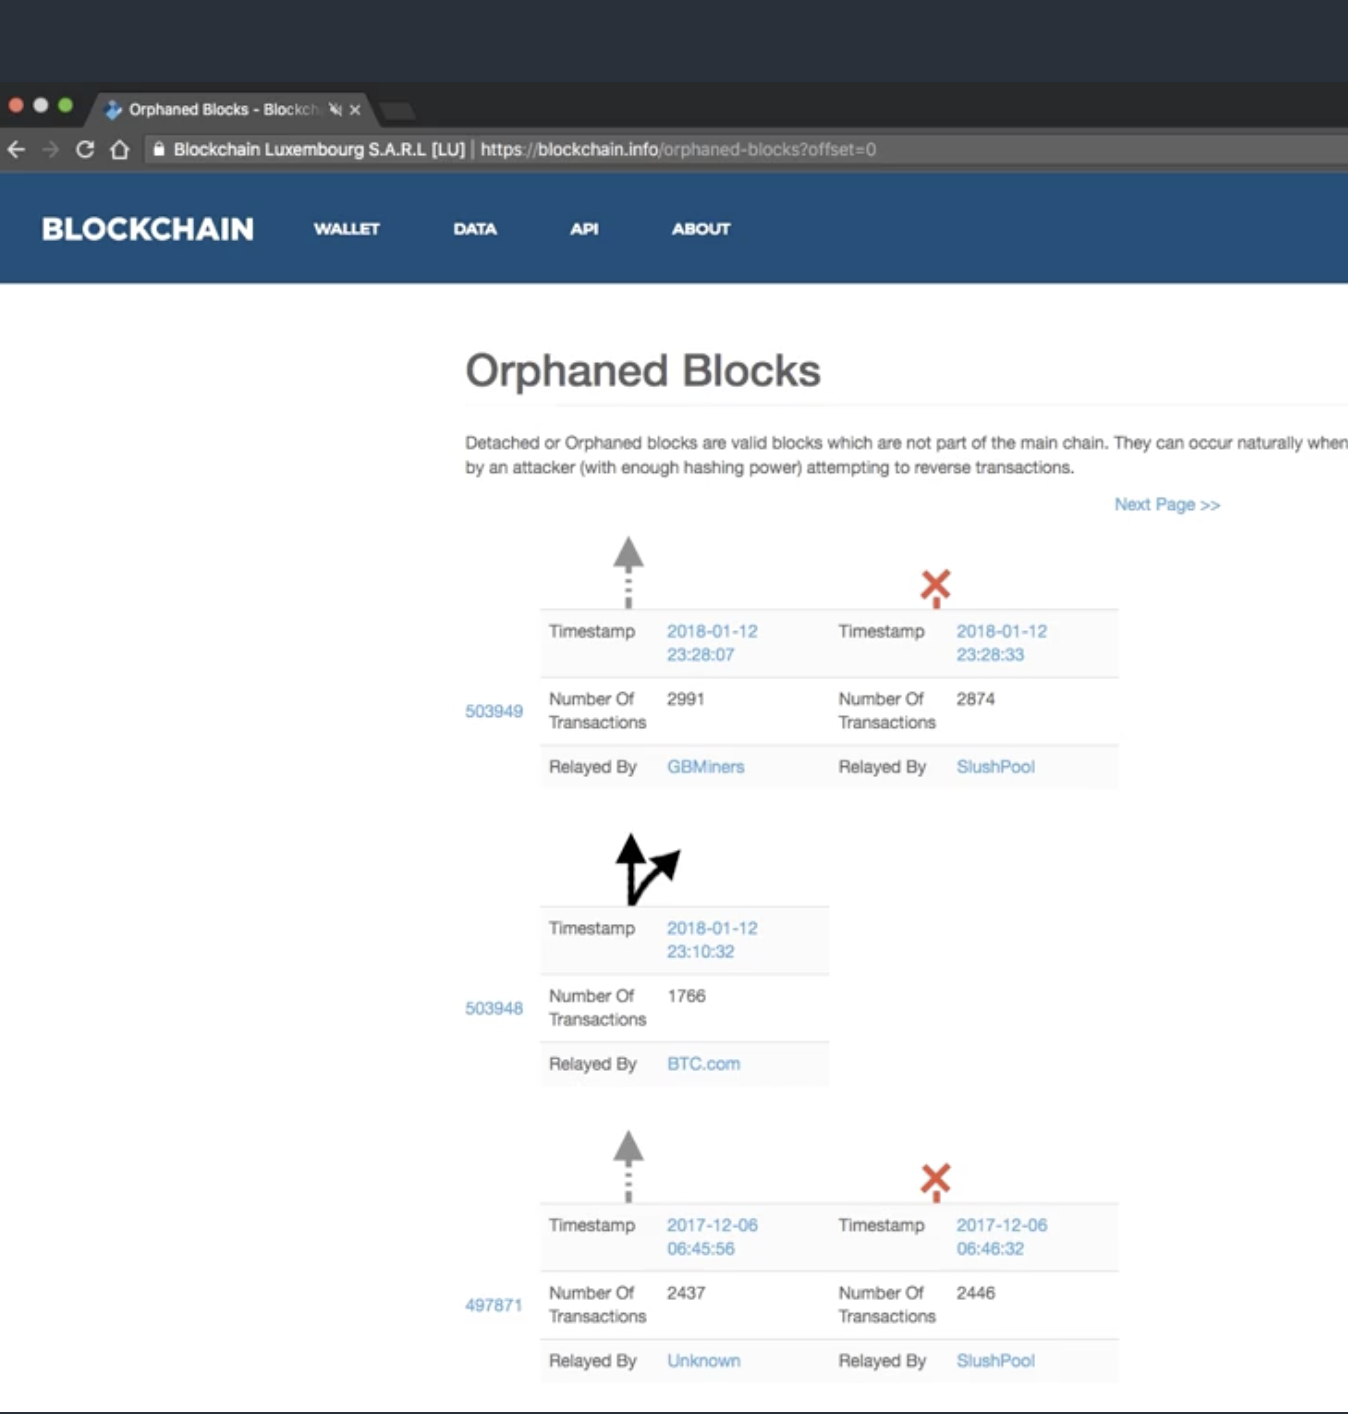 Orphaned Blocks - Blockch
Blockchain Luxembourg S.A.R.L [LU] | https://blockchain.info/orphaned-blocks?offset=0
BLOCKCHAIN WALLET DATA API ABOUT
Orphaned Blocks
Detached or Orphaned blocks are valid blocks which are not part of the main chain. They can occur naturally when
by an attacker (with enough hashing power) attempting to reverse transactions.
Next Page >>
503949
Timestamp 2018-01-12
23:28:07
Number Of 2991
Transactions
Relayed By GBMiners
Timestamp 2018-01-12
23:28:33
Number Of 2874
Transactions
Relayed By SlushPool
503948
Timestamp 2018-01-12
23:10:32
Number Of 1766
Transactions
Relayed By BTC.com
497871
Timestamp 2017-12-06
06:45:56
Number Of 2437
Transactions
Relayed By Unknown
Timestamp 2017-12-06
06:46:32
Number Of 2446
Transactions
Relayed By SlushPool